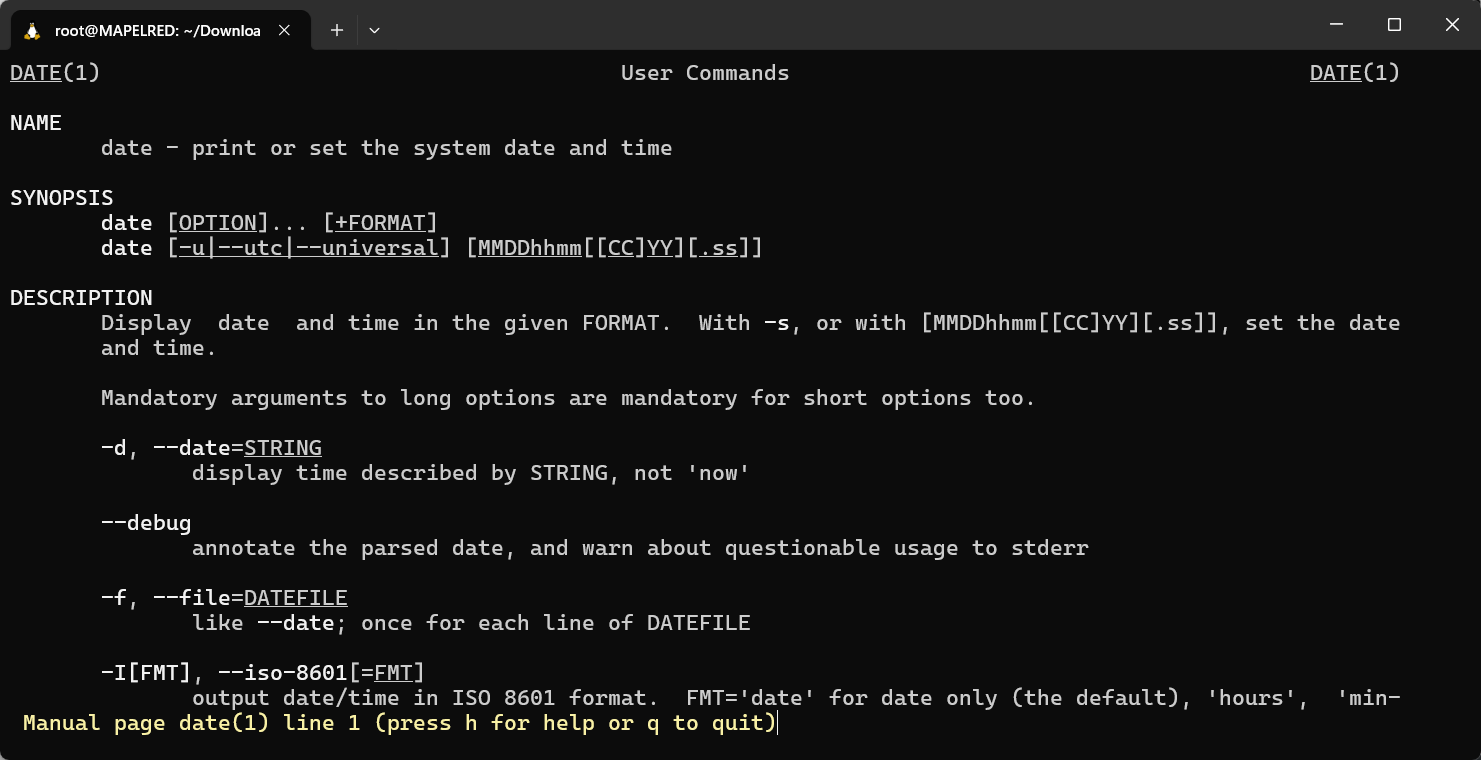 root@MAPELRED: ~/Downloa
DATE(1) User Commands DATE(1)
NAME
date - print or set the system date and time
SYNOPSIS
date [OPTION]... [+FORMAT]
date [-u|--utc|--universal] [MMDDhhmm[[CC]YY][.ss]]
DESCRIPTION
Display  date  and time in the given FORMAT.  With -s, or with [MMDDhhmm[[CC]YY][.ss]], set the date
and time.
Mandatory arguments to long options are mandatory for short options too.
-d, --date=STRING
display time described by STRING, not 'now'
--debug
annotate the parsed date, and warn about questionable usage to stderr
-f, --file=DATEFILE
like --date; once for each line of DATEFILE
-I[FMT], --iso-8601[=FMT]
output date/time in ISO 8601 format.  FMT='date' for date only (the default), 'hours',  'min-
Manual page date(1) line 1 (press h for help or q to quit)